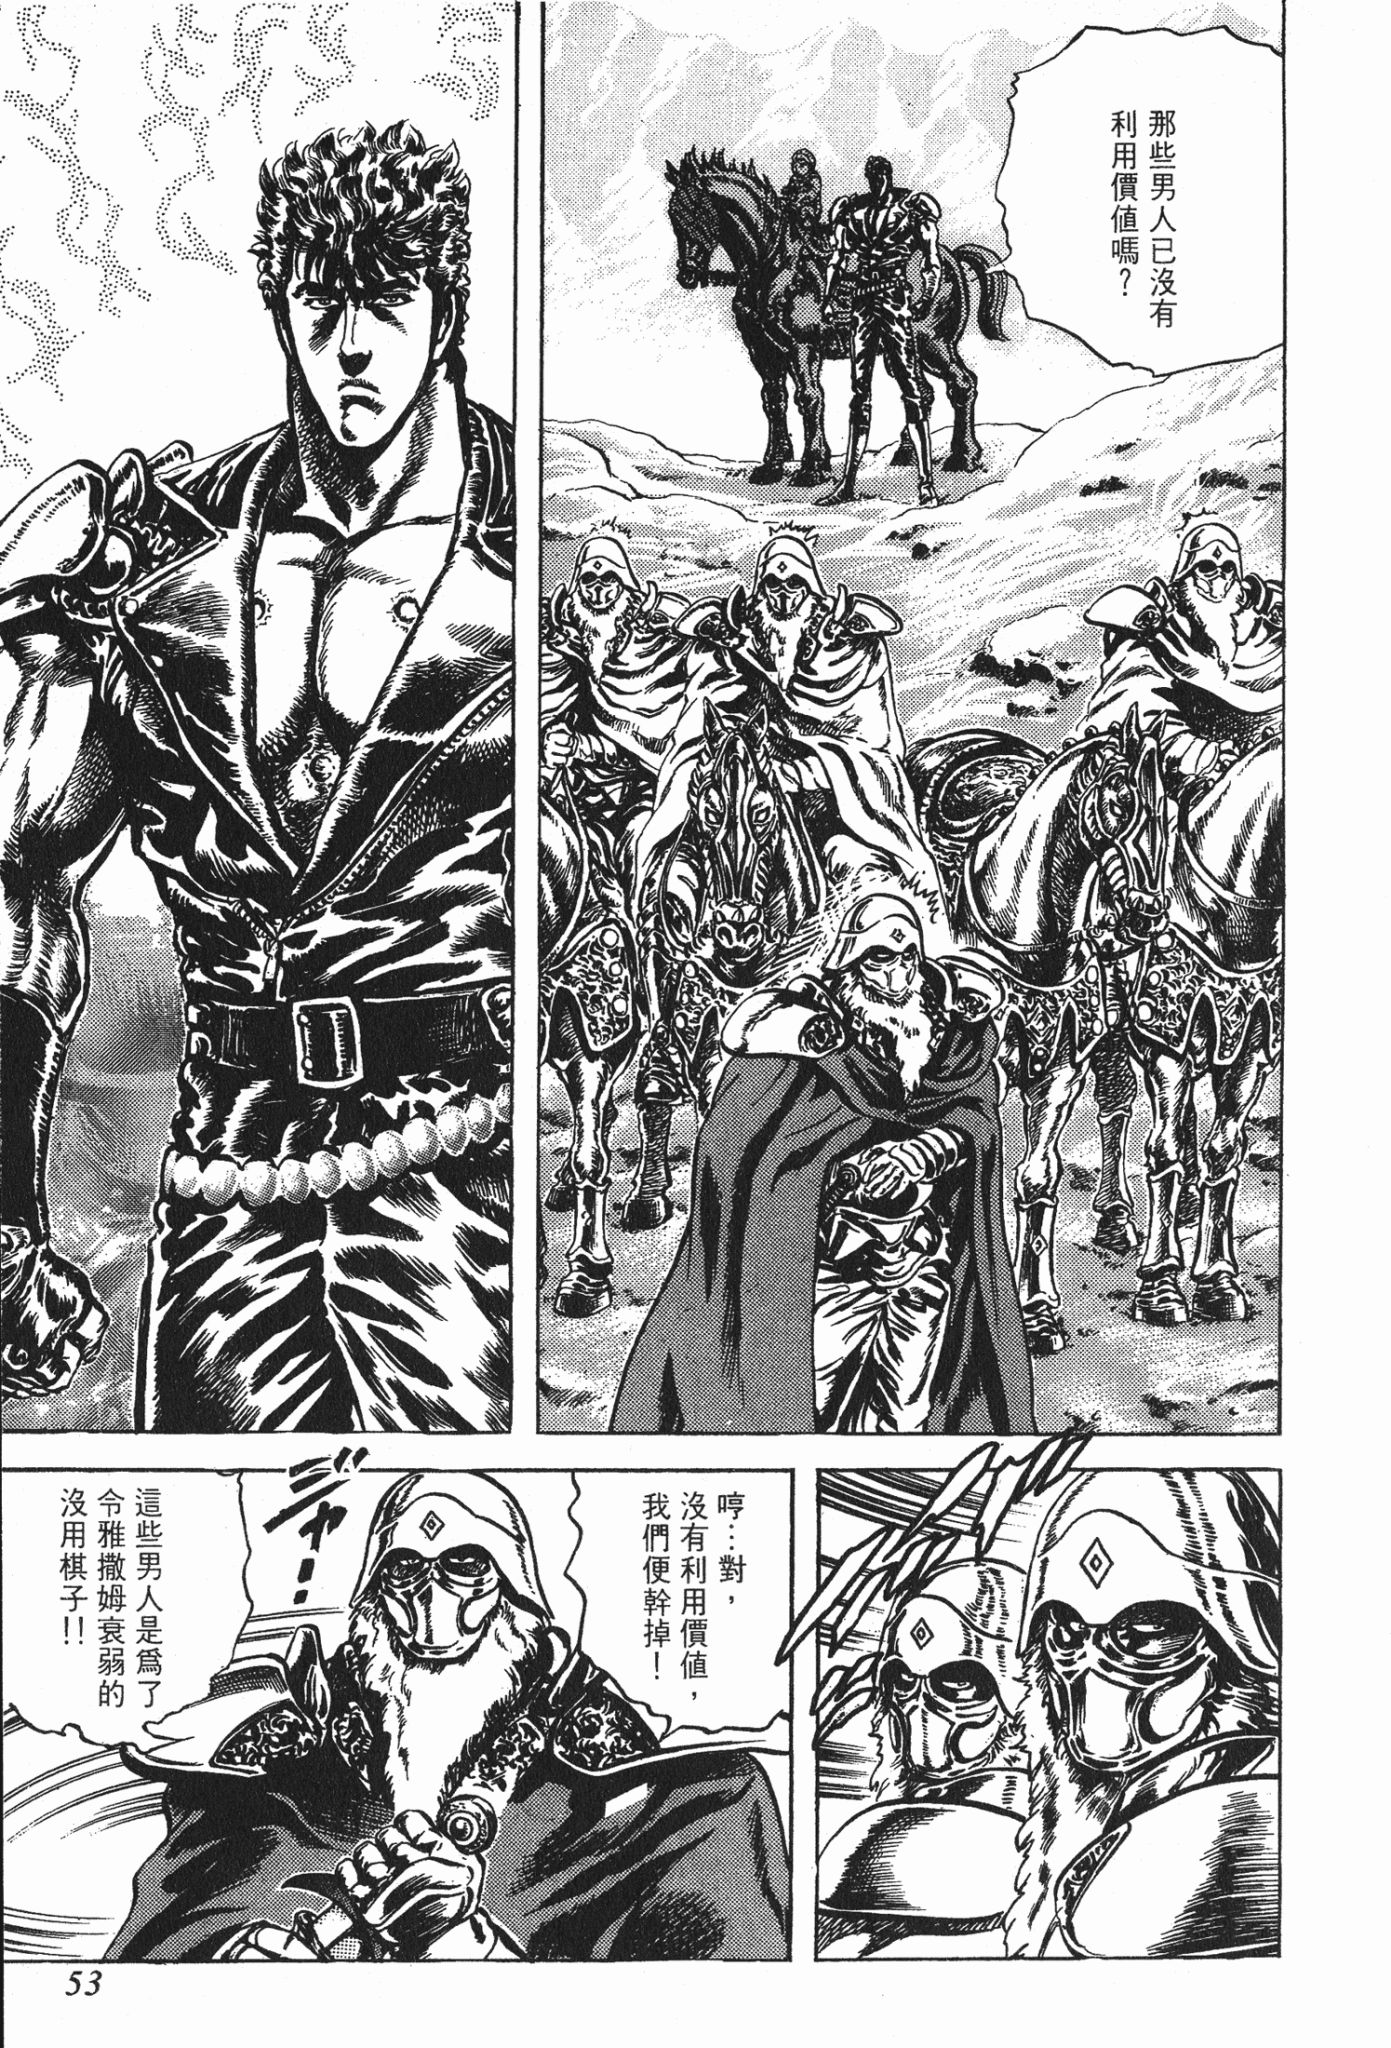 那些男人已沒有
利用價值嗎？
哼…對，
沒有利用價值，
我們便幹掉！
ジャ…
這些男人是爲了
令雅撒姆衰弱的
沒用棋子!!
53